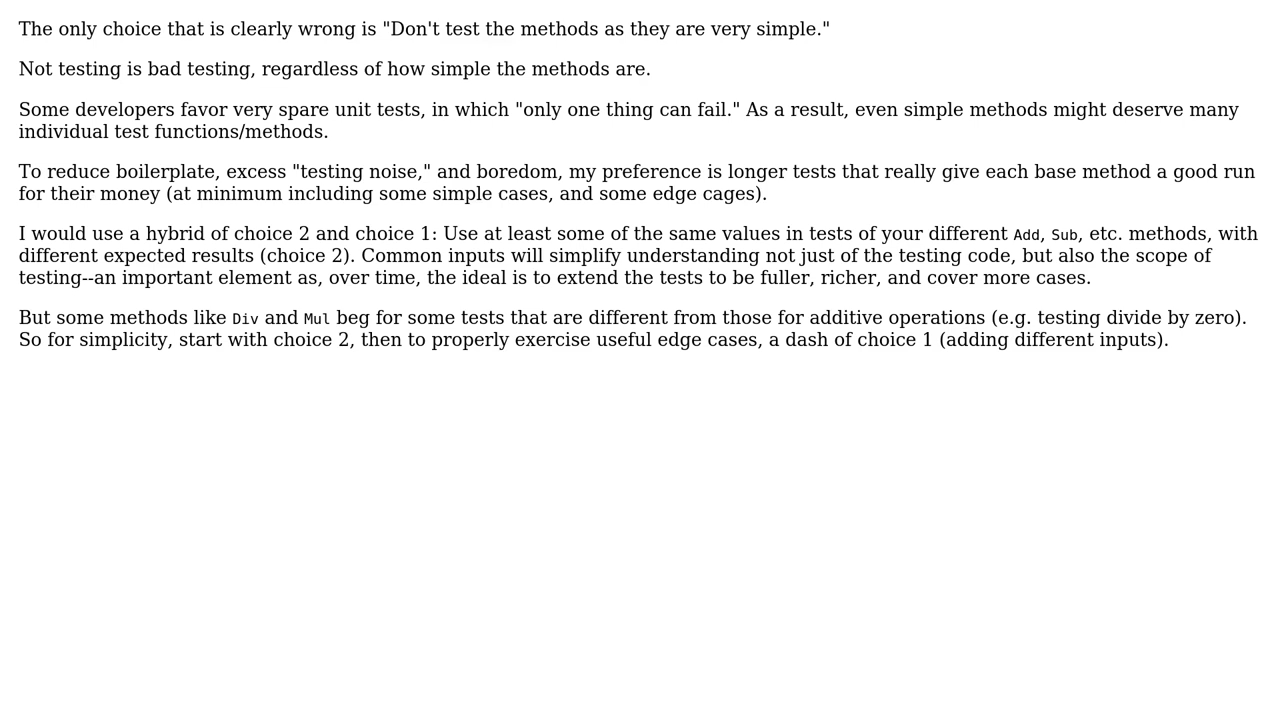 The only choice that is clearly wrong is "Don't test the methods as they are very simple."
Not testing is bad testing, regardless of how simple the methods are.
Some developers favor very spare unit tests, in which "only one thing can fail." As a result, even simple methods might deserve many
individual test functions/methods.
To reduce boilerplate, excess "testing noise," and boredom, my preference is longer tests that really give each base method a good run
for their money (at minimum including some simple cases, and some edge cages).
I would use a hybrid of choice 2 and choice 1: Use at least some of the same values in tests of your different Add, Sub, etc. methods, with
different expected results (choice 2). Common inputs will simplify understanding not just of the testing code, but also the scope of
testing--an important element as, over time, the ideal is to extend the tests to be fuller, richer, and cover more cases.
But some methods like Div and Mul beg for some tests that are different from those for additive operations (e.g. testing divide by zero).
So for simplicity, start with choice 2, then to properly exercise useful edge cases, a dash of choice 1 (adding different inputs).